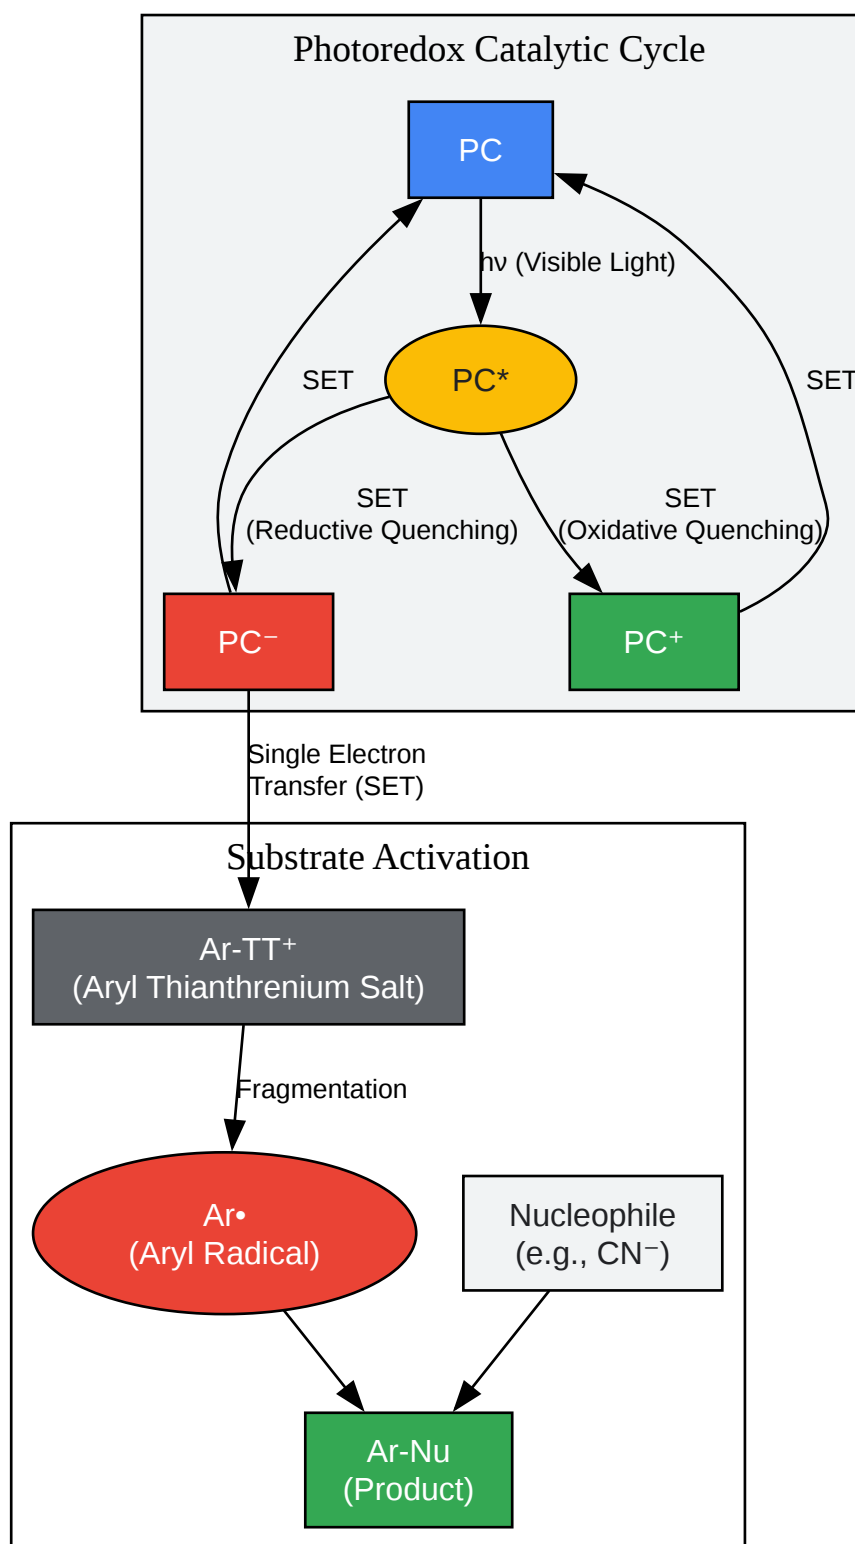 Photoredox Catalytic Cycle
PC
hν (Visible Light)
PC*
SET
SET
SET
(Reductive Quenching)
SET
(Oxidative Quenching)
PC⁻
PC⁺
Single Electron
Transfer (SET)
Substrate Activation
Ar-TT⁺
(Aryl Thianthrenium Salt)
Fragmentation
Ar•
(Aryl Radical)
Nucleophile
(e.g., CN⁻)
Ar-Nu
(Product)